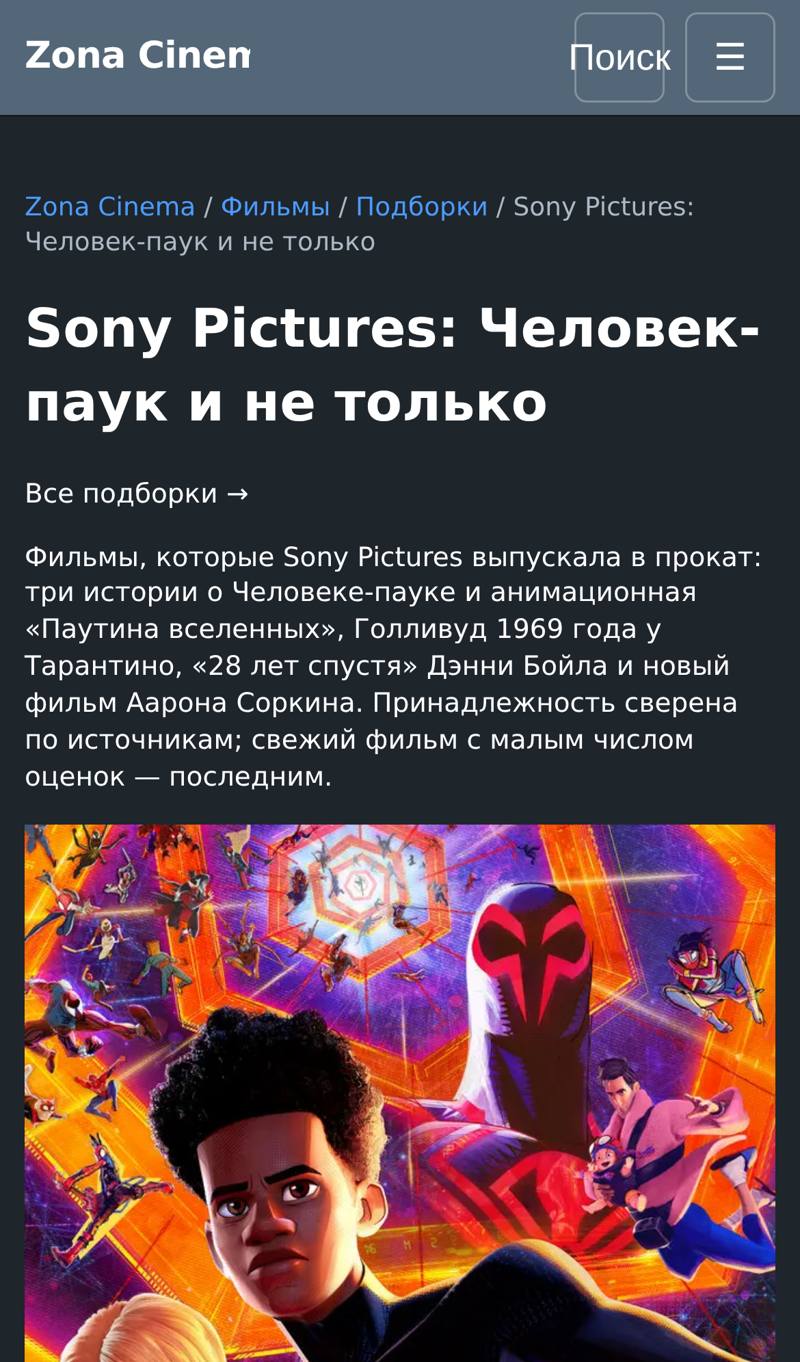 Zona Cinem
Поиск ☰
Zona Cinema / Фильмы / Подборки / Sony Pictures:
Человек-паук и не только
Sony Pictures: Человек-
паук и не только
Все подборки →
Фильмы, которые Sony Pictures выпускала в прокат:
три истории о Человеке-пауке и анимационная
«Паутина вселенных», Голливуд 1969 года у
Тарантино, «28 лет спустя» Дэнни Бойла и новый
фильм Аарона Соркина. Принадлежность сверена
по источникам; свежий фильм с малым числом
оценок — последним.